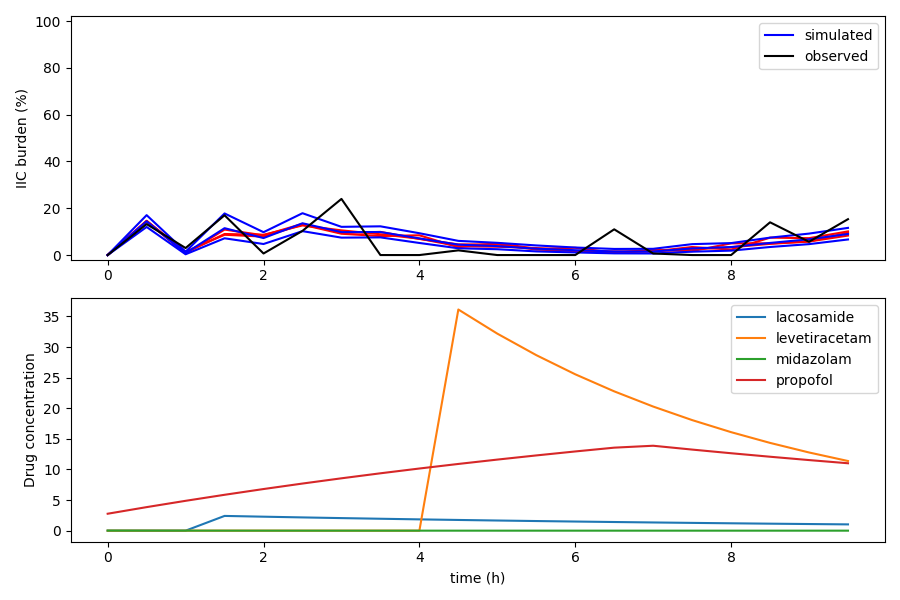 100
80
60
40
20
0
IIC burden (%)
simulated
observed
0 2 4 6 8
35
30
25
20
15
10
5
0
Drug concentration
lacosamide
levetiracetam
midazolam
propofol
0 2 4 6 8
time (h)